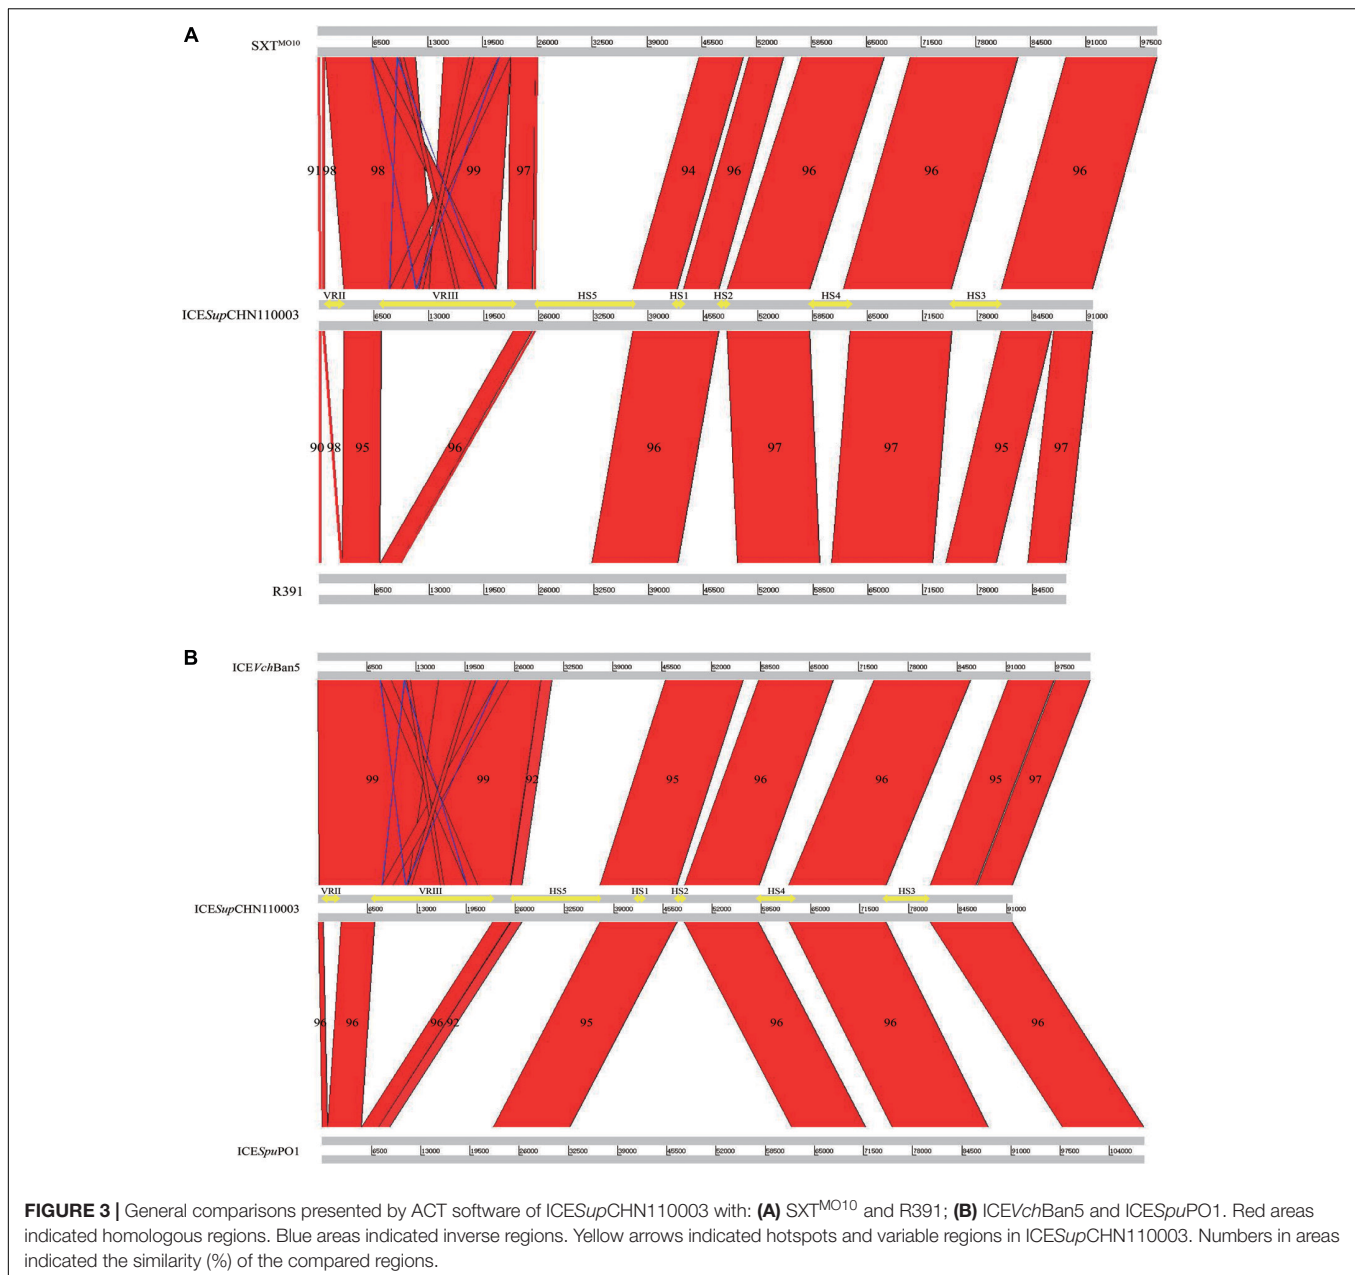 A
SXT^MO10
6500 13000 19500 26000 32500 39000 45500 52000 58500 65000 71500 78000 84500 91000 97500
91 98 98 99 97 94 96 96 96 96
VRII VRIII HS5 HS1 HS2 HS4 HS3
ICESupCHN110003
6500 13000 19500 26000 32500 39000 45500 52000 58500 65000 71500 78000 84500 91000
90 98 95 96 96 97 97 95 97
R391
6500 13000 19500 26000 32500 39000 45500 52000 58500 65000 71500 78000 84500
B
ICEVchBan5
6500 13000 19500 26000 32500 39000 45500 52000 58500 65000 71500 78000 84500 91000 97500
99 99 92 95 96 96 95 97
VRII VRIII HS5 HS1 HS2 HS4 HS3
ICESupCHN110003
6500 13000 19500 26000 32500 39000 45500 52000 58500 65000 71500 78000 84500 91000
96 96 96 92 95 96 96 96
ICESpuPO1
6500 13000 19500 26000 32500 39000 45500 52000 58500 65000 71500 78000 84500 91000 97500 104000
FIGURE 3 | General comparisons presented by ACT software of ICESupCHN110003 with: (A) SXT^MO10 and R391; (B) ICEVchBan5 and ICESpuPO1. Red areas
indicated homologous regions. Blue areas indicated inverse regions. Yellow arrows indicated hotspots and variable regions in ICESupCHN110003. Numbers in areas
indicated the similarity (%) of the compared regions.